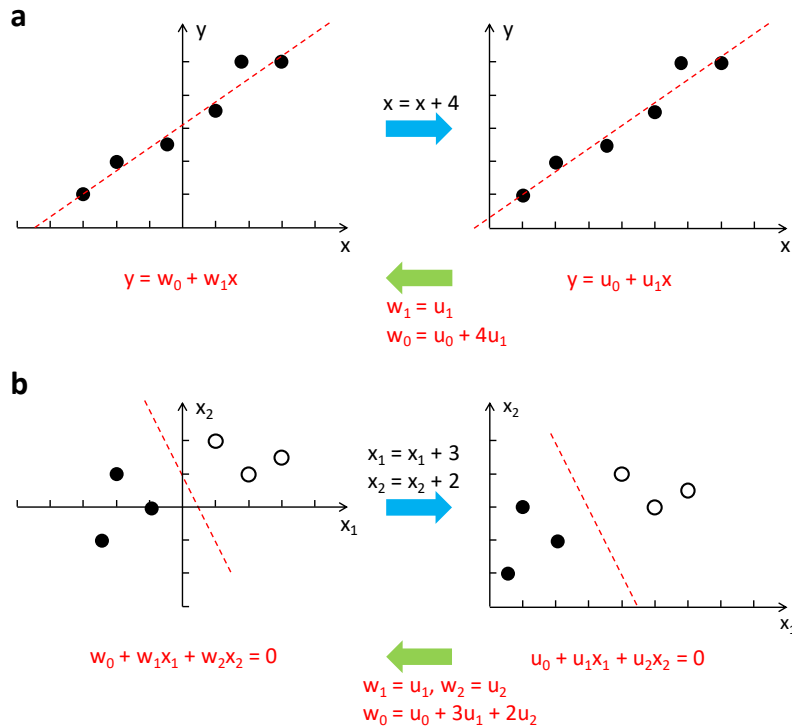 a
y
y
x = x + 4
x
x
y = w₀ + w₁x
y = u₀ + u₁x
w₁ = u₁
w₀ = u₀ + 4u₁
b
x₂
x₂
x₁ = x₁ + 3
x₂ = x₂ + 2
x₁
x₁
w₀ + w₁x₁ + w₂x₂ = 0
u₀ + u₁x₁ + u₂x₂ = 0
w₁ = u₁, w₂ = u₂
w₀ = u₀ + 3u₁ + 2u₂